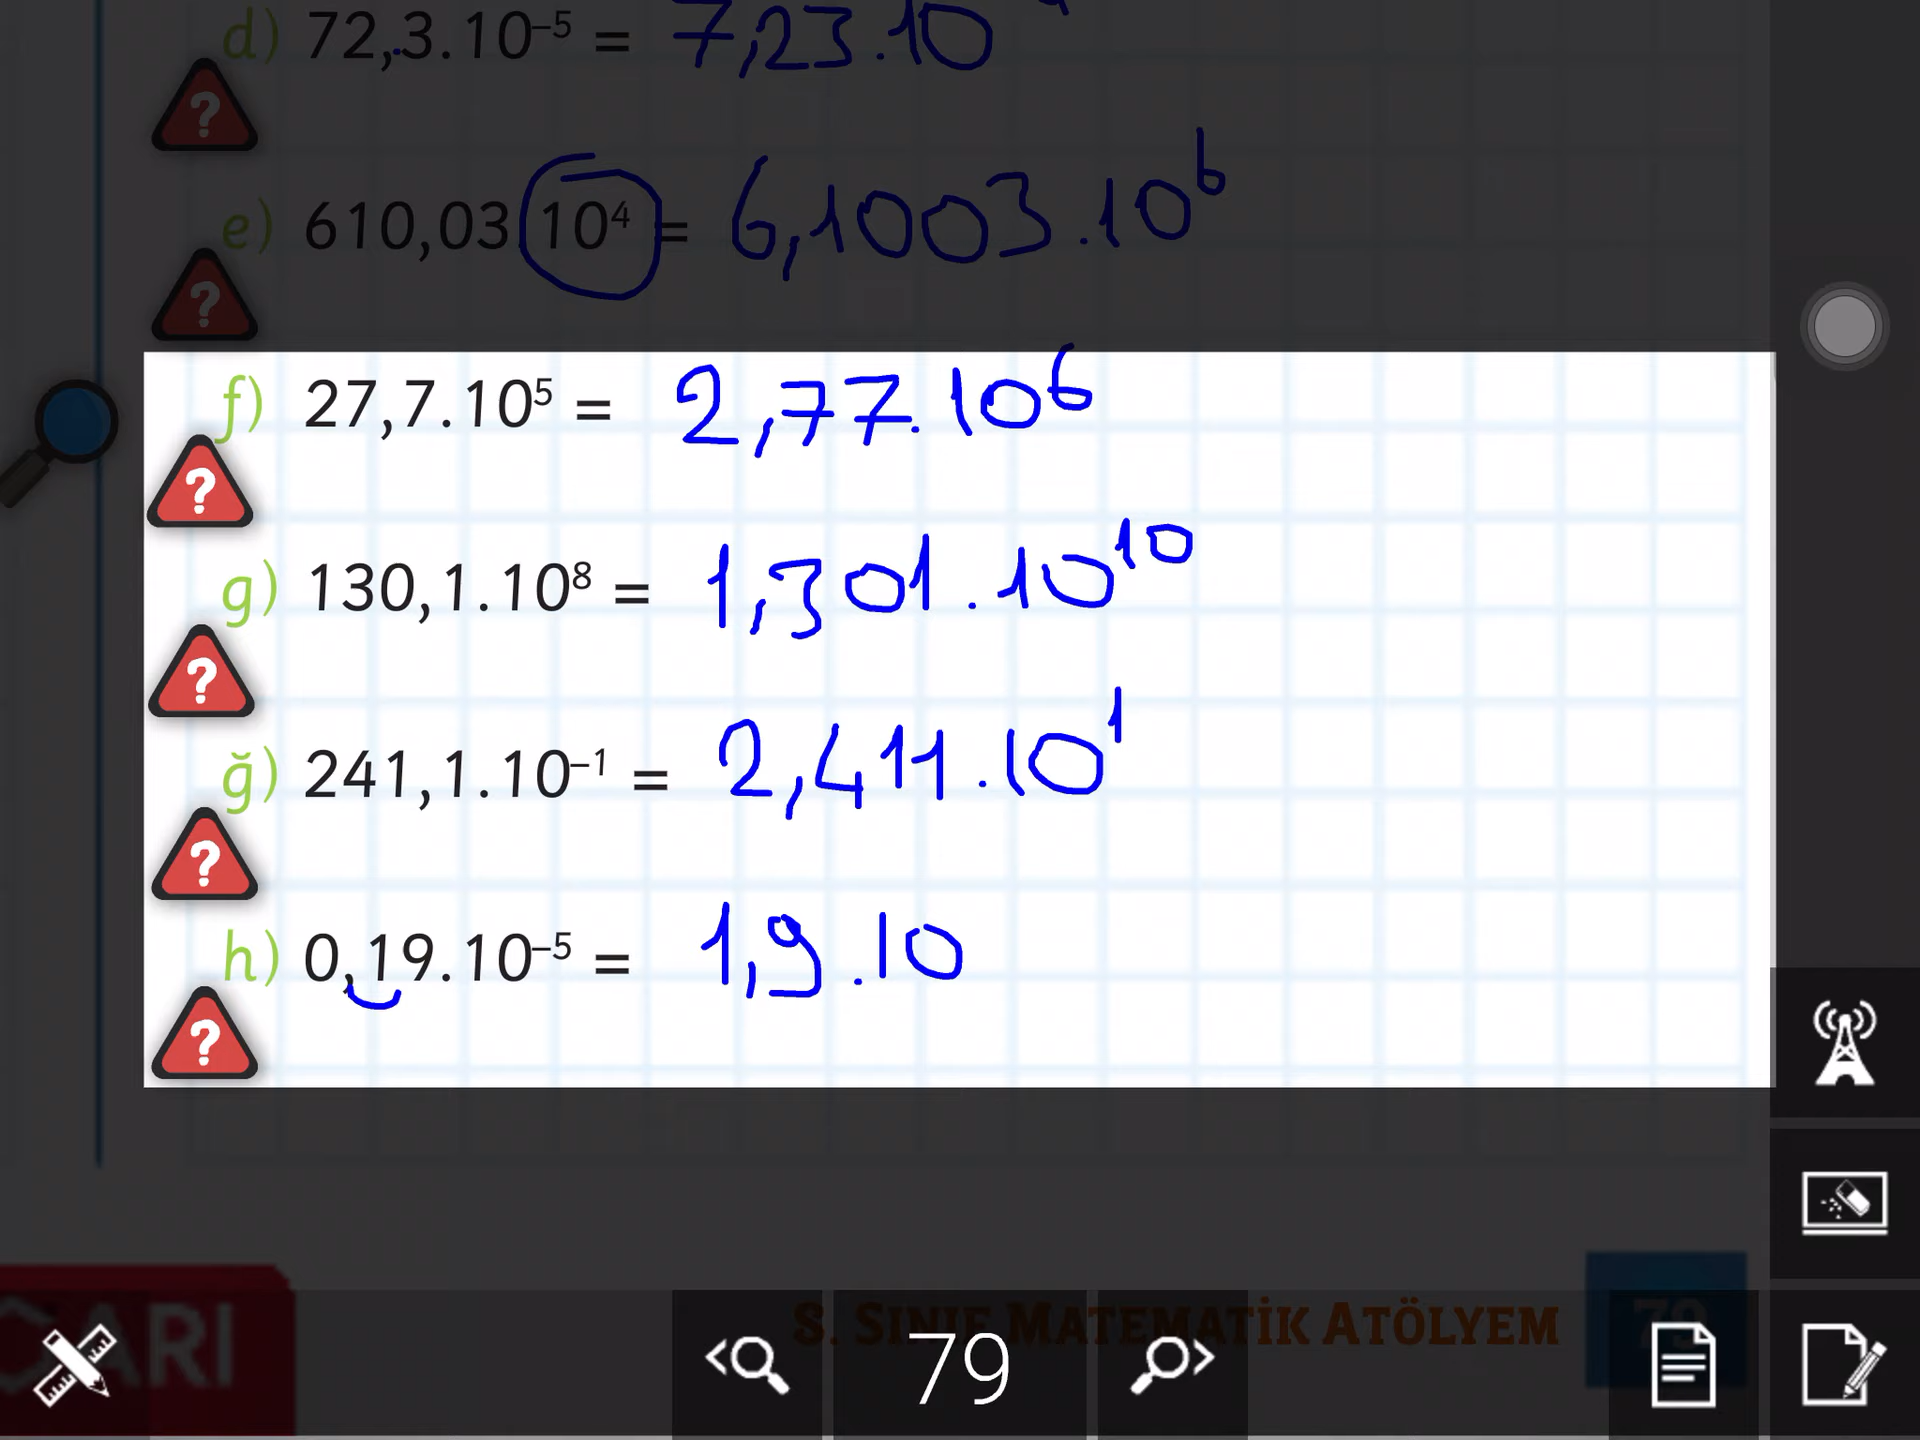 d) 72,3.10⁻⁵ = 7,23.10
e) 610,03 10⁴ = 6,1003.10⁶
f) 27,7.10⁵ = 2,77.10⁶
g) 130,1.10⁸ = 1,301.10¹⁰
ğ) 241,1.10⁻¹ = 2,411.10¹
h) 0,19.10⁻⁵ = 1,9.10
ARI
8. SINIF MATEMATİK ATÖLYEM 79
79